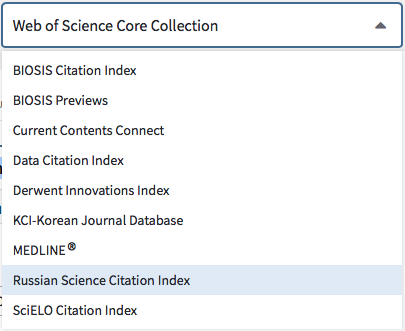 Web of Science Core Collection
BIOSIS Citation Index
BIOSIS Previews
Current Contents Connect
Data Citation Index
Derwent Innovations Index
KCI-Korean Journal Database
MEDLINE®
Russian Science Citation Index
SciELO Citation Index